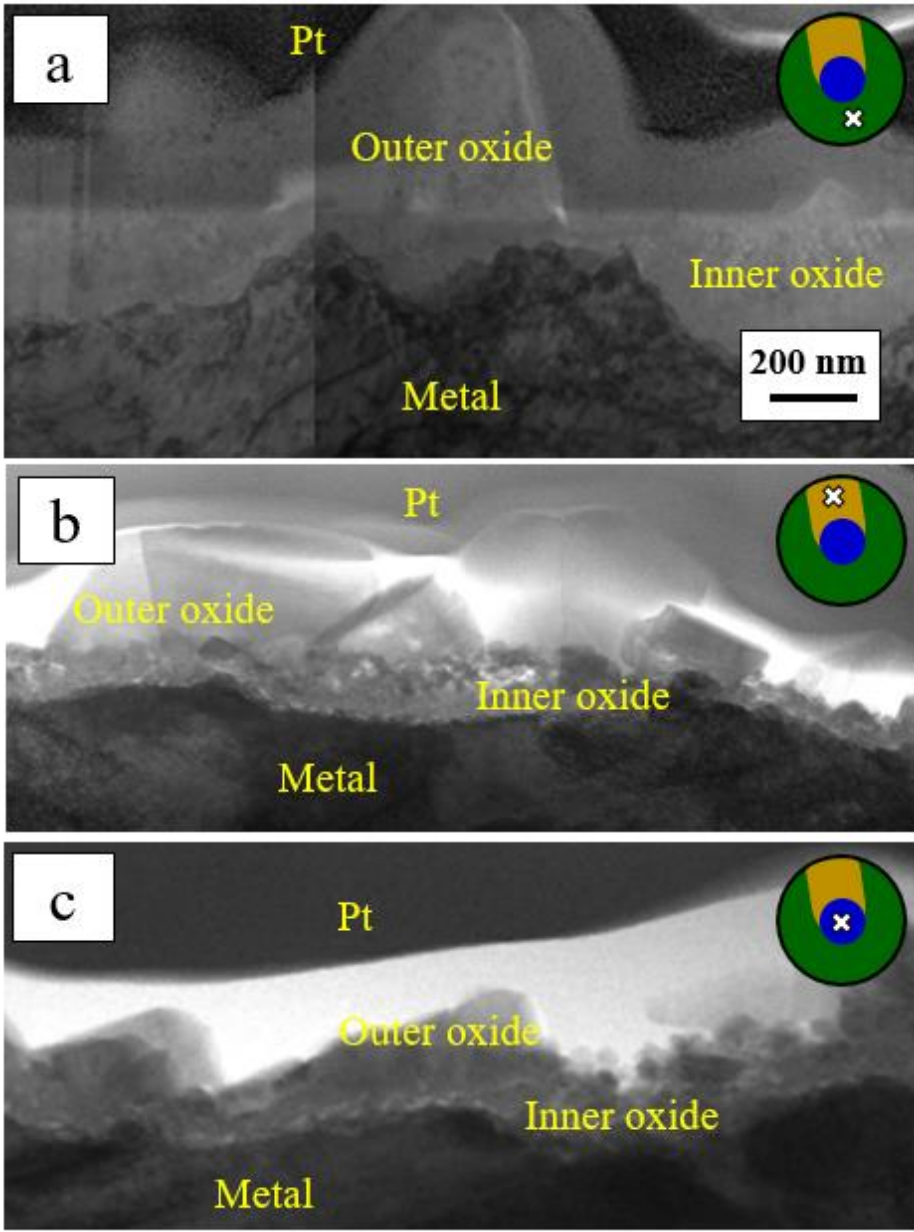 a
Pt
Outer oxide
Inner oxide
200 nm
Metal
b
Pt
Outer oxide
Inner oxide
Metal
c
Pt
Outer oxide
Inner oxide
Metal